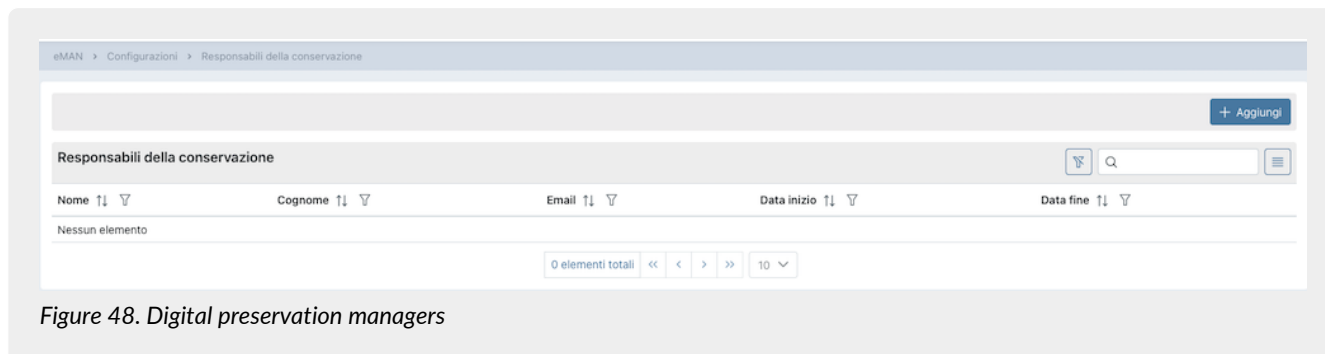 eMAN > Configurazioni > Responsabili della conservazione
+ Aggiungi
Responsabili della conservazione
Nome Cognome Email Data inizio Data fine
Nessun elemento
0 elementi totali << < > >> 10
Figure 48. Digital preservation managers